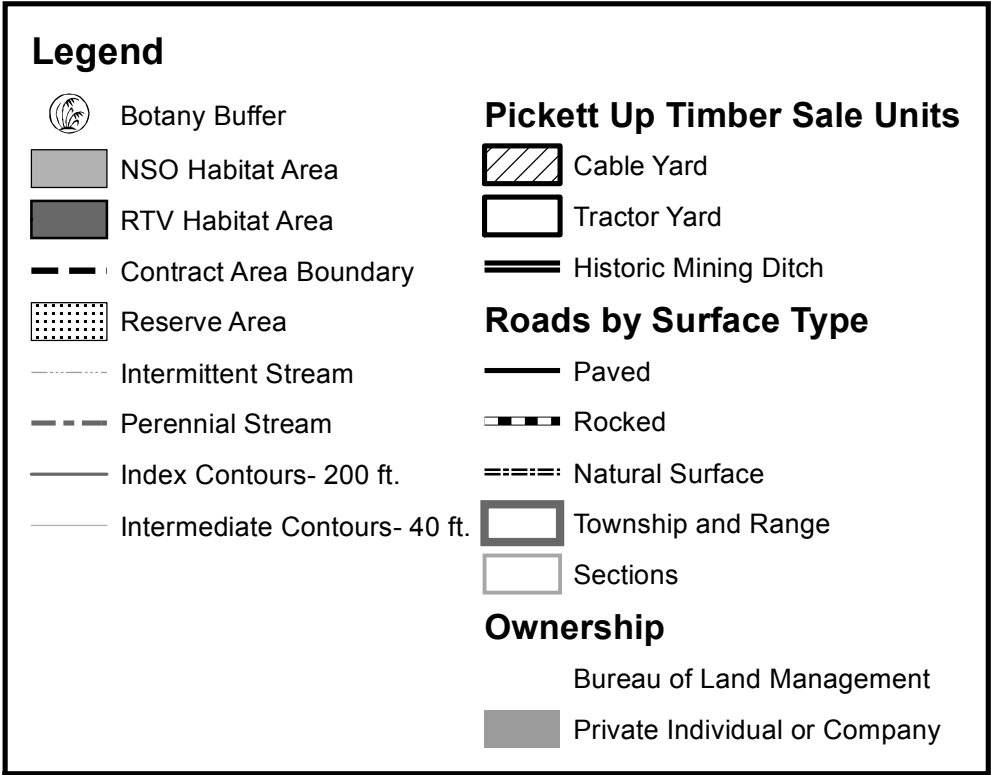 Legend
Botany Buffer
NSO Habitat Area
RTV Habitat Area
Contract Area Boundary
Reserve Area
Intermittent Stream
Perennial Stream
Index Contours- 200 ft.
Intermediate Contours- 40 ft.
Pickett Up Timber Sale Units
Cable Yard
Tractor Yard
Historic Mining Ditch
Roads by Surface Type
Paved
Rocked
Natural Surface
Township and Range
Sections
Ownership
Bureau of Land Management
Private Individual or Company